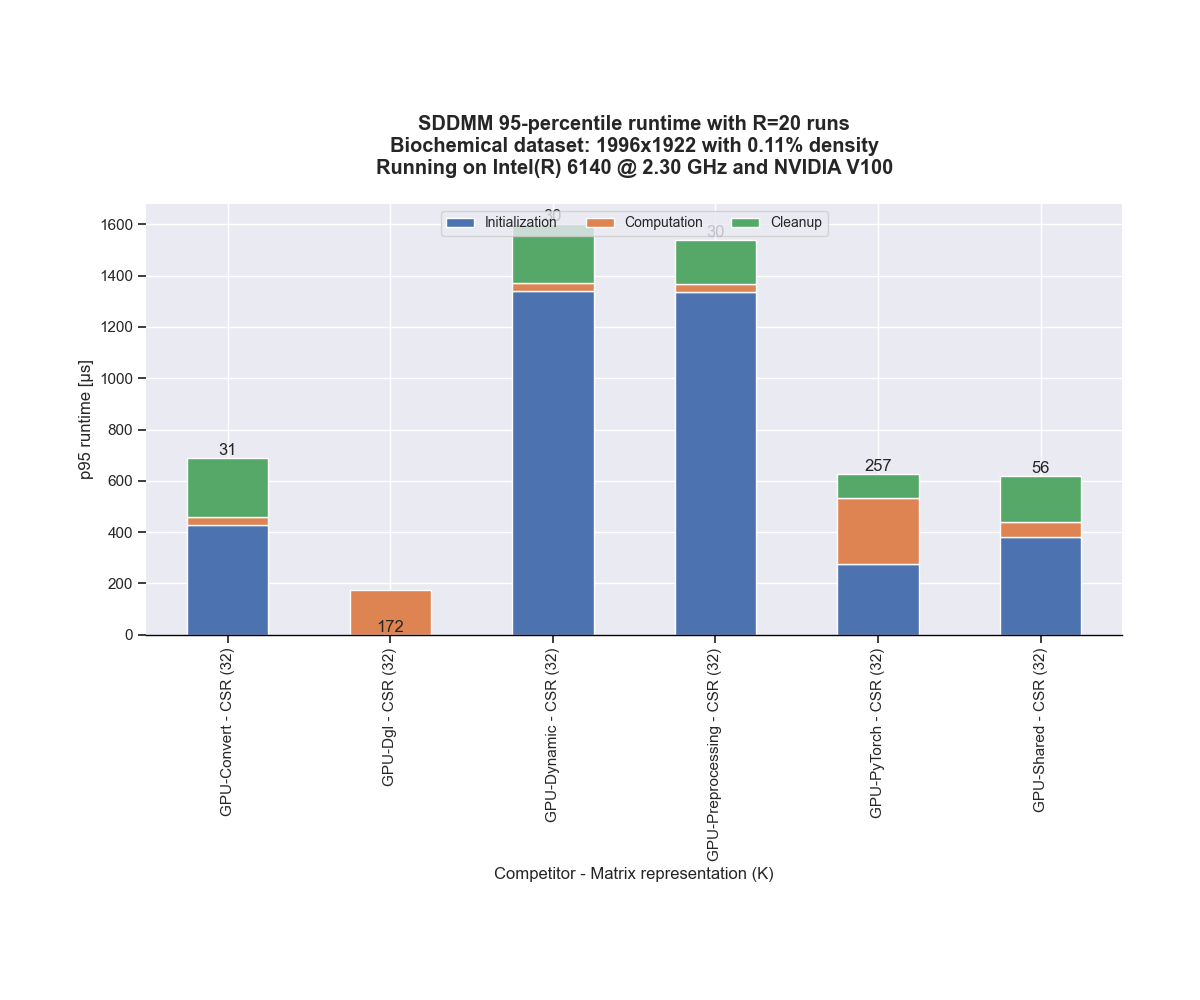 SDDMM 95-percentile runtime with R=20 runs
Biochemical dataset: 1996x1922 with 0.11% density
Running on Intel(R) 6140 @ 2.30 GHz and NVIDIA V100
Initialization
Computation
Cleanup
p95 runtime [µs]
1600
1400
1200
1000
800
600
400
200
0
31
172
30
30
257
56
GPU-Convert - CSR (32)
GPU-Dgl - CSR (32)
GPU-Dynamic - CSR (32)
GPU-Preprocessing - CSR (32)
GPU-PyTorch - CSR (32)
GPU-Shared - CSR (32)
Competitor - Matrix representation (K)